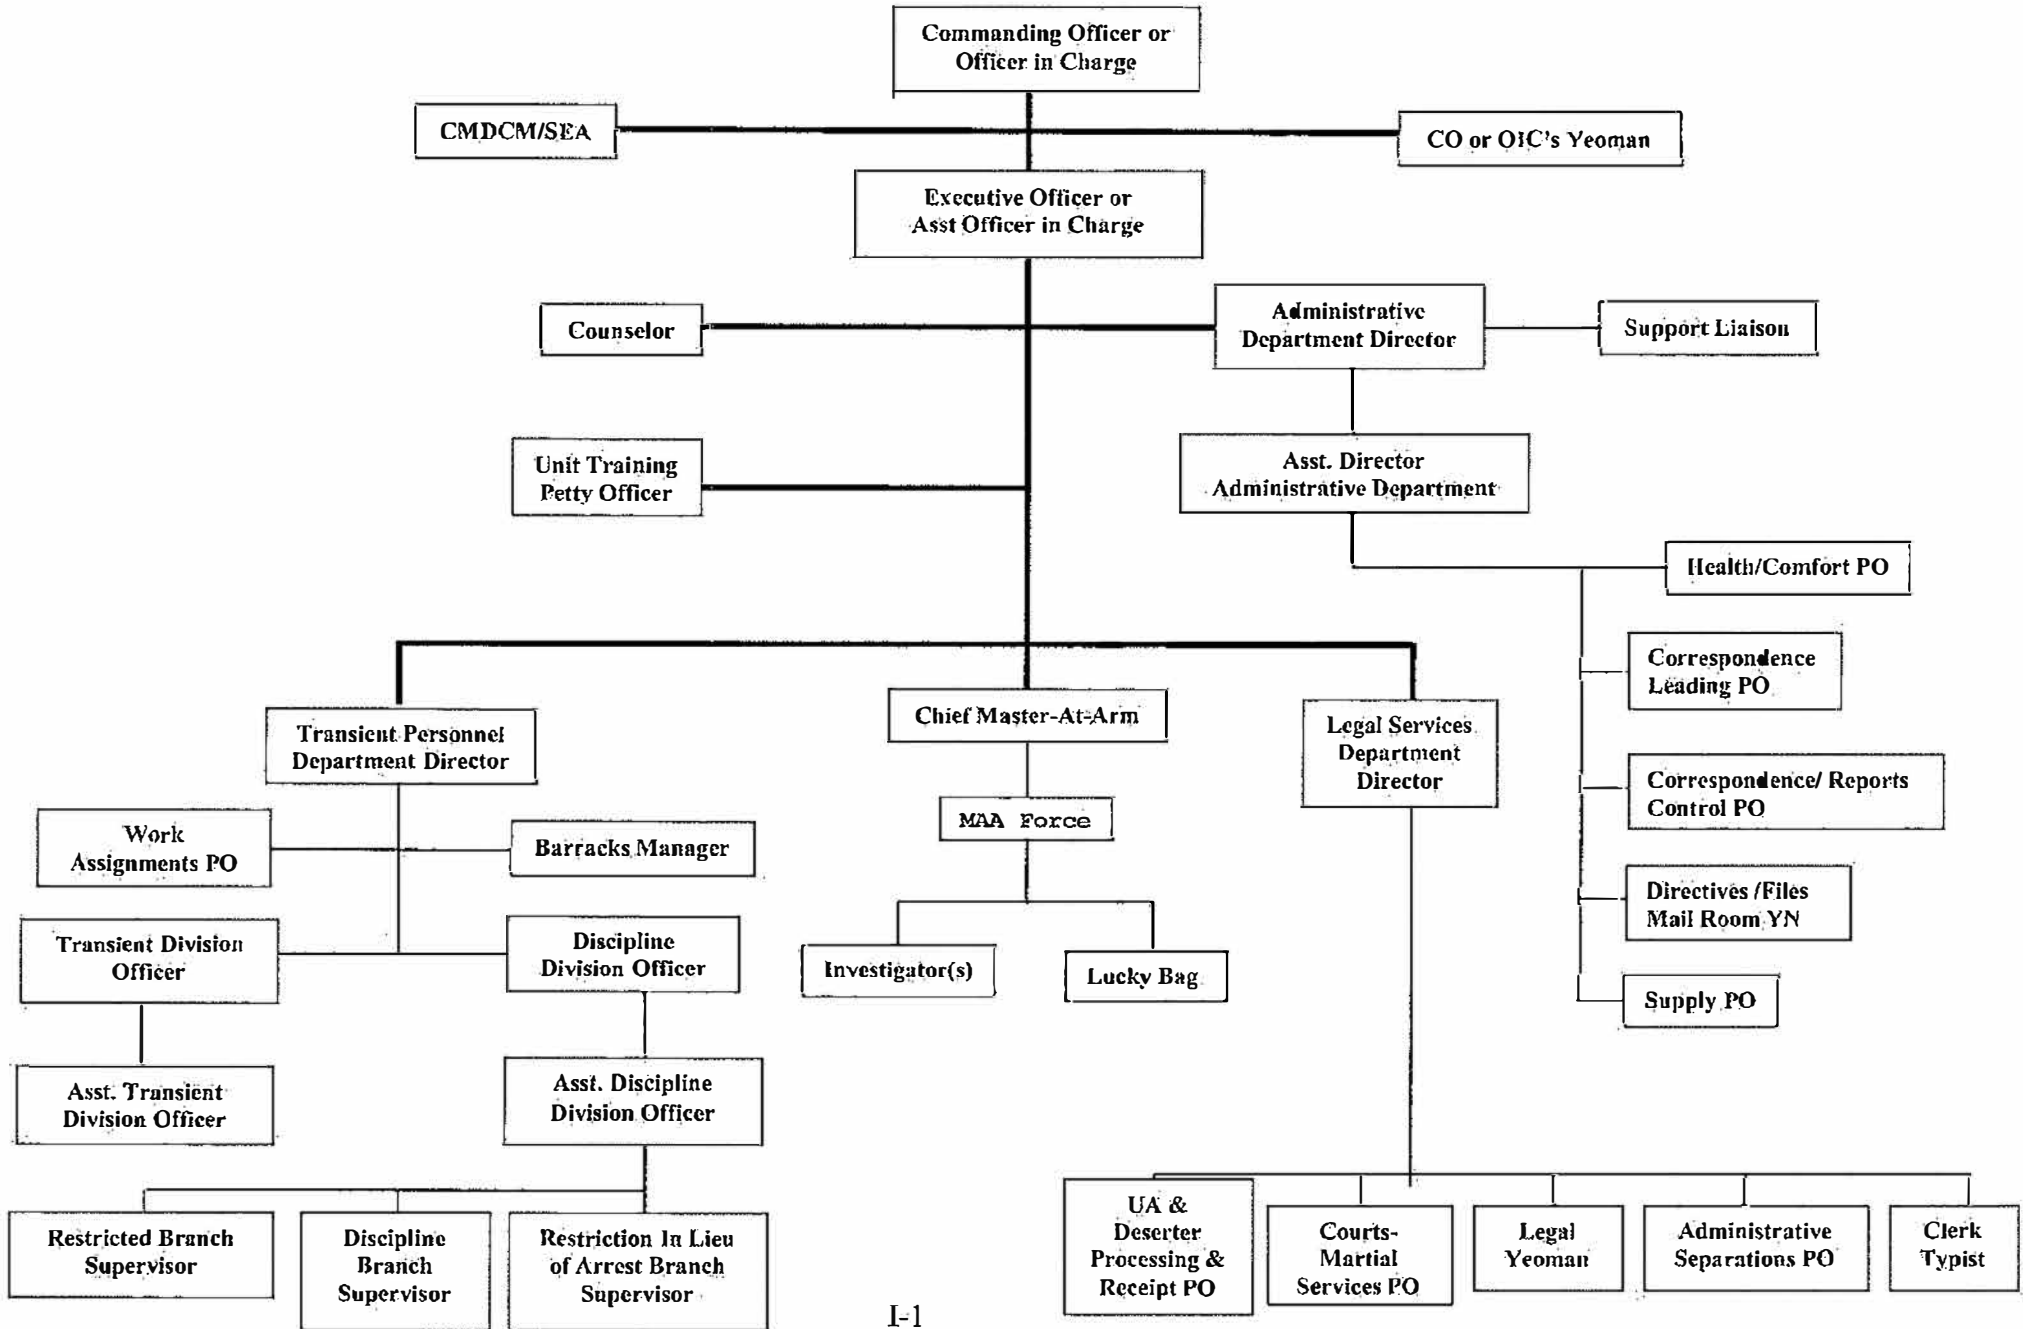 Commanding Officer or
Officer in Charge
CMDCM/SEA
CO or OIC's Yeoman
Executive Officer or
Asst Officer in Charge
Counselor
Administrative
Department Director
Support Liaison
Unit Training
Petty Officer
Asst. Director
Administrative Department
Health/Comfort PO
Correspondence
Leading PO
Correspondence/ Reports
Control PO
Directives /Files
Mail Room YN
Supply PO
Transient Personnel
Department Director
Chief Master-At-Arm
Legal Services
Department
Director
Work
Assignments PO
Barracks Manager
MAA Force
Transient Division
Officer
Discipline
Division Officer
Investigator(s)
Lucky Bag
Asst. Transient
Division Officer
Asst. Discipline
Division Officer
Restricted Branch
Supervisor
Discipline
Branch
Supervisor
Restriction In Lieu
of Arrest Branch
Supervisor
UA &
Deserter
Processing &
Receipt PO
Courts-
Martial
Services PO
Legal
Yeoman
Administrative
Separations PO
Clerk
Typist
I-1